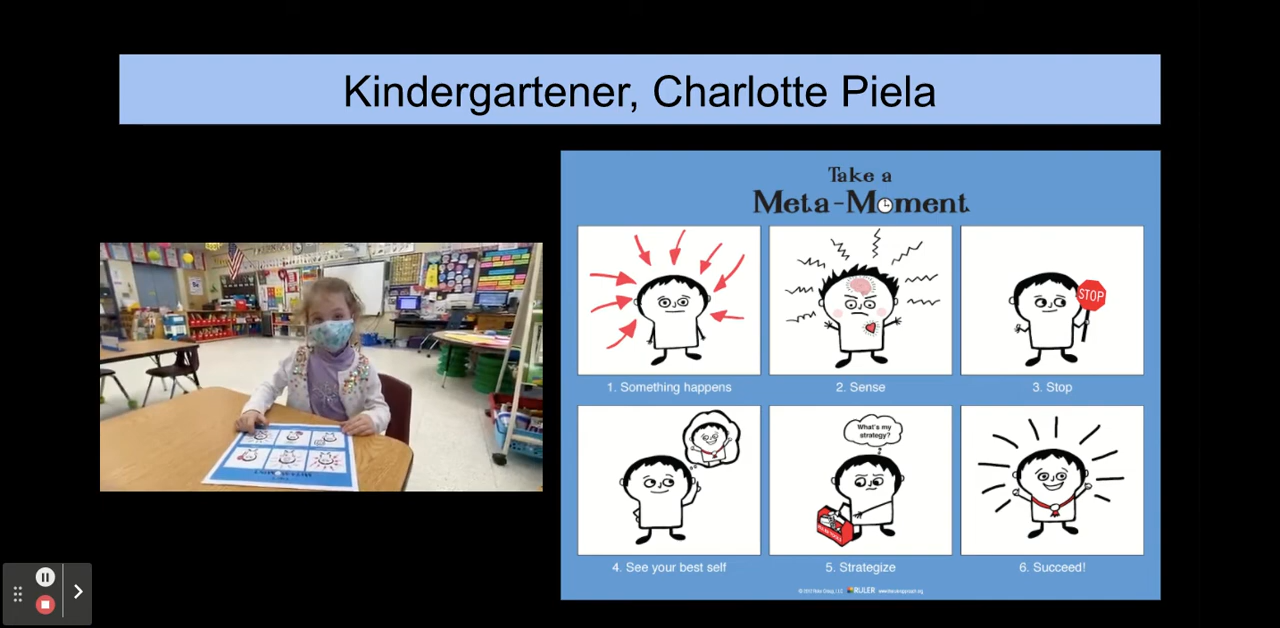 Kindergartener, Charlotte Piela
Take a
Meta-Moment
STOP
1. Something happens
2. Sense
3. Stop
What's my
strategy?
4. See your best self
5. Strategize
6. Succeed!
RULER